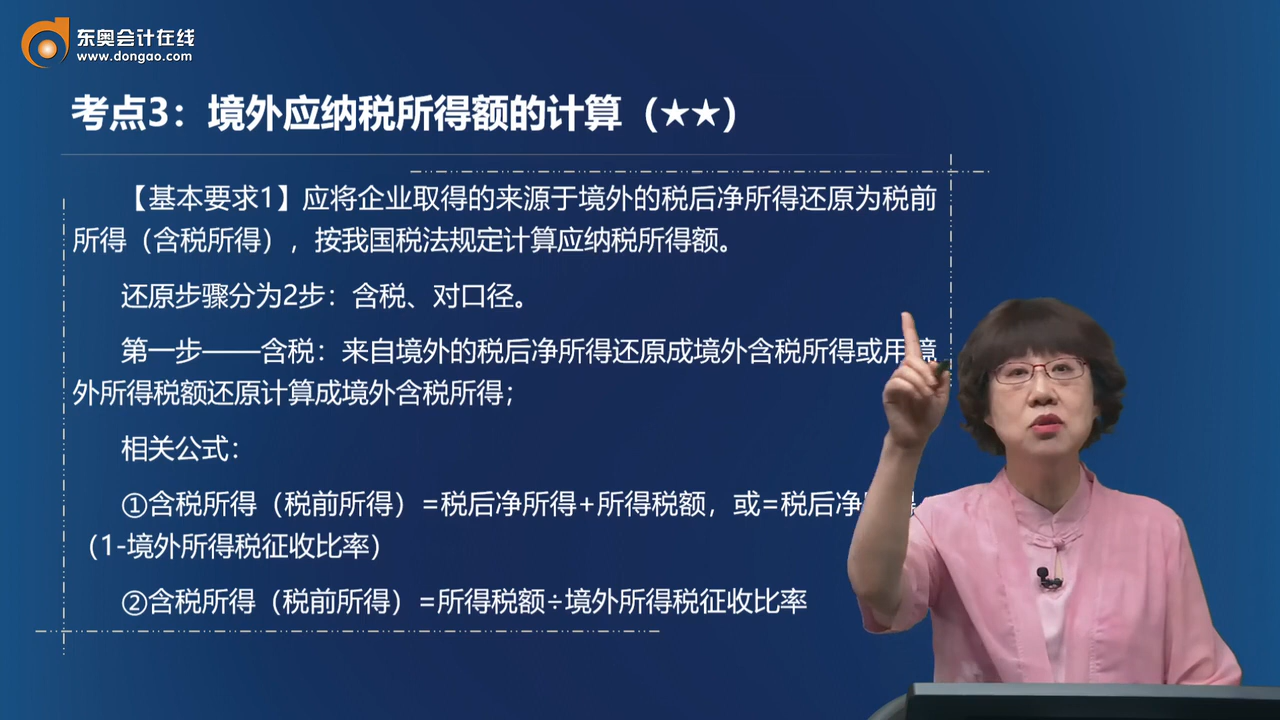 东奥会计在线
www.dongao.com
考点3：境外应纳税所得额的计算（★★）
【基本要求1】应将企业取得的来源于境外的税后净所得还原为税前
所得（含税所得），按我国税法规定计算应纳税所得额。
还原步骤分为2步：含税、对口径。
第一步——含税：来自境外的税后净所得还原成境外含税所得或用境
外所得税额还原计算成境外含税所得；
相关公式：
①含税所得（税前所得）=税后净所得+所得税额，或=税后净
（1-境外所得税征收比率）
②含税所得（税前所得）=所得税额÷境外所得税征收比率